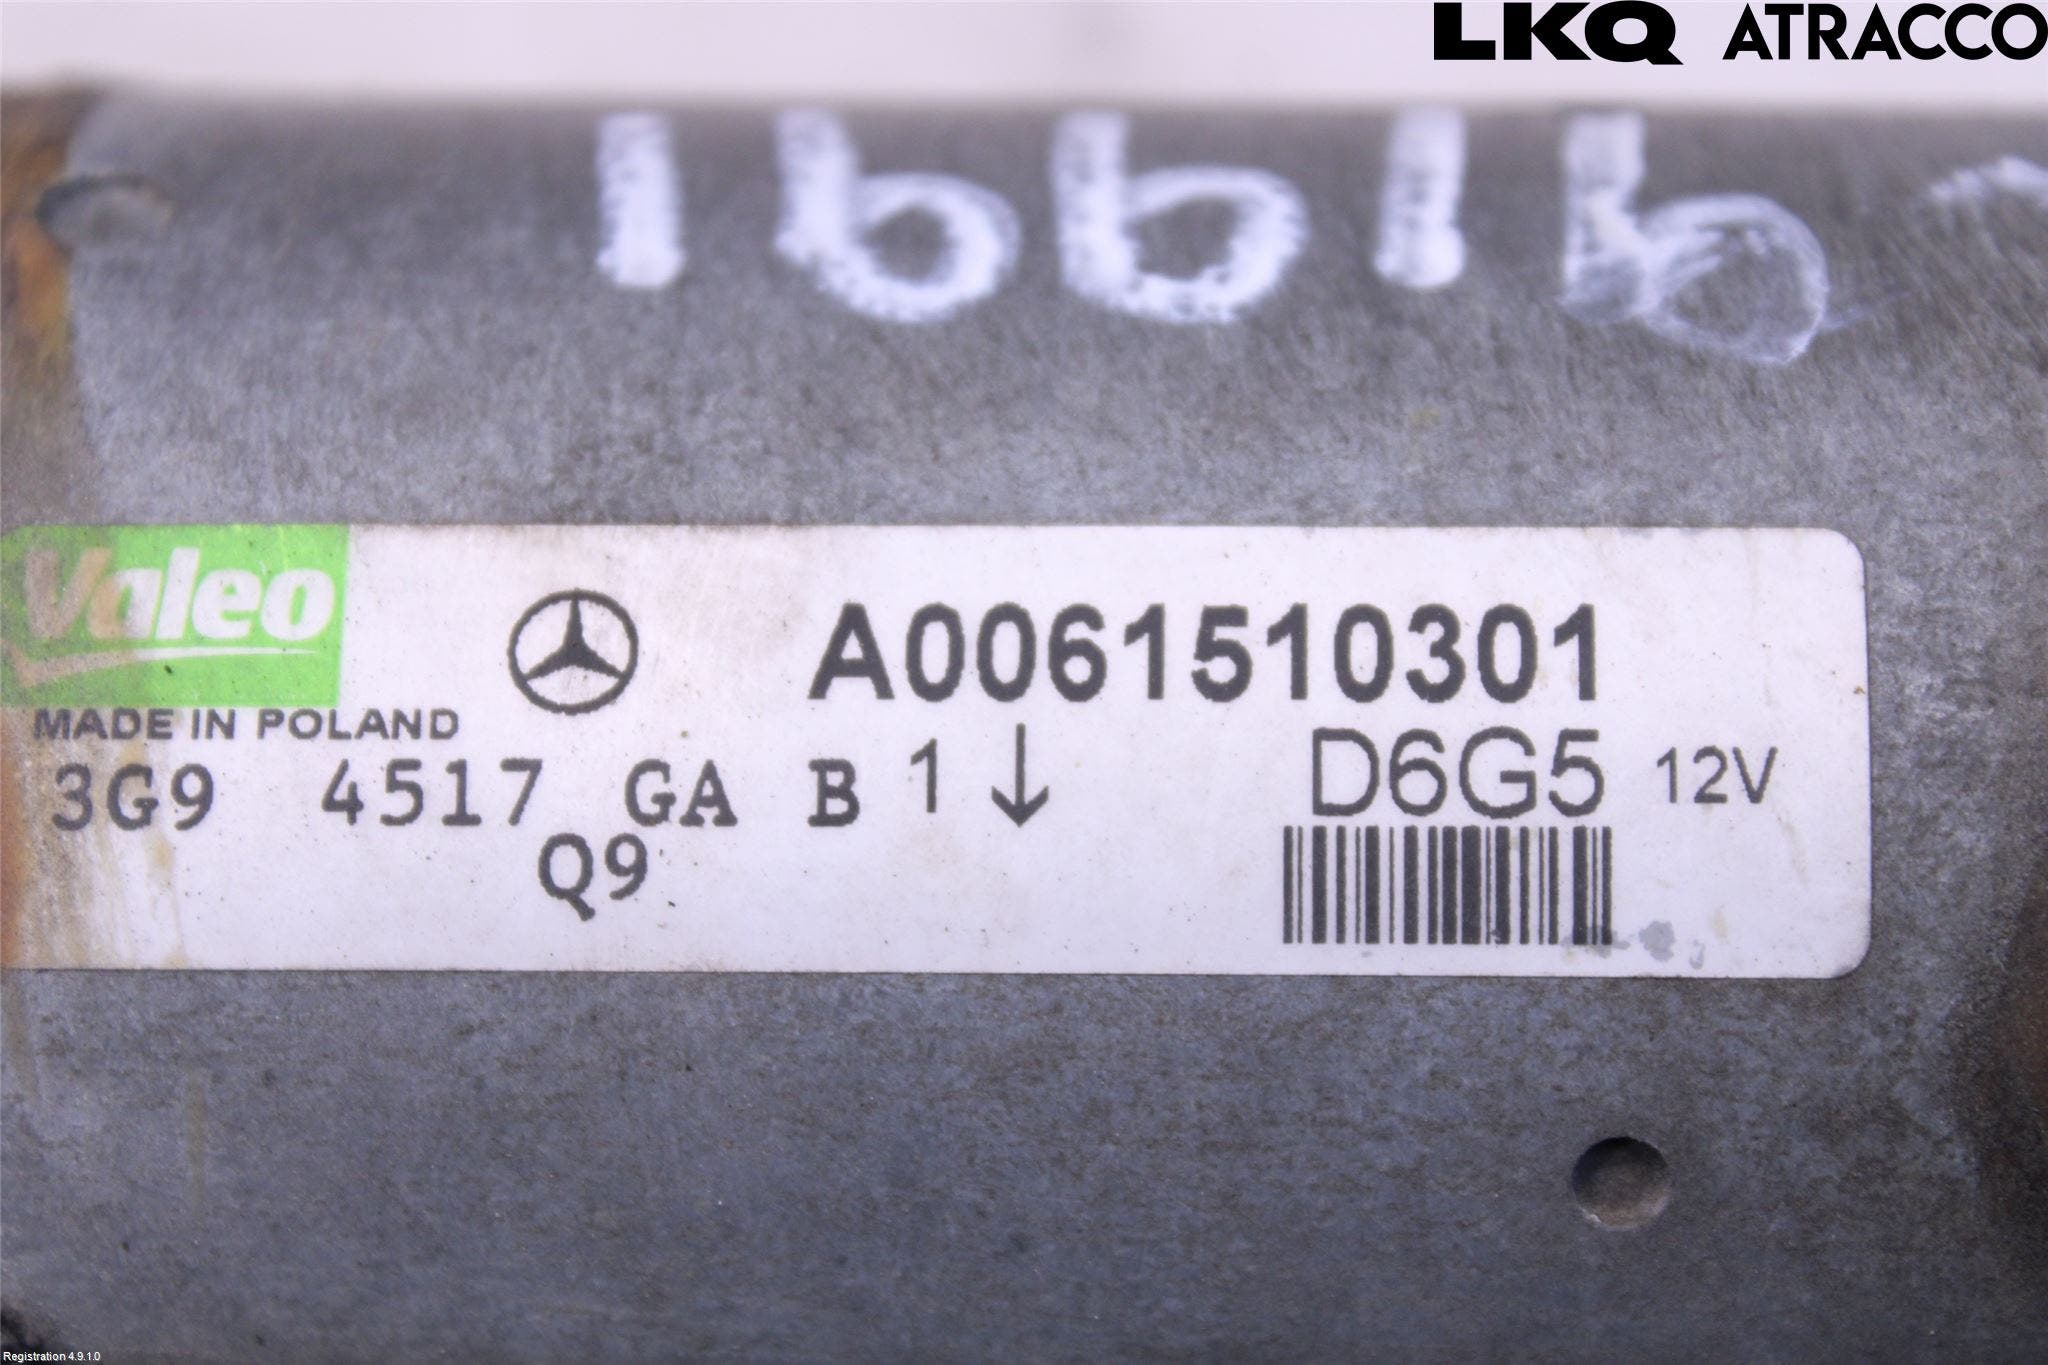 LKQ ATRACCO
Valeo
A0061510301
MADE IN POLAND
3G9 4517 GA B 1 ↓ D6G5 12V
Q9
Registration 4.9.1.0